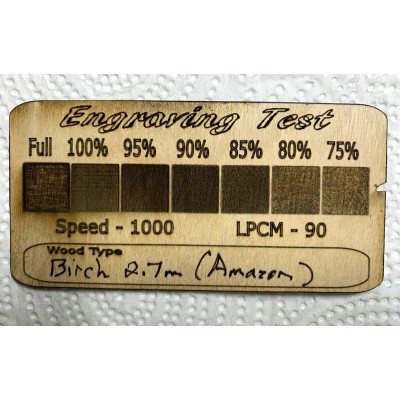 Engraving Test
Full 100% 95% 90% 85% 80% 75%
Speed - 1000 LPCM - 90
Wood Type
Birch 2.7m (Amazon)